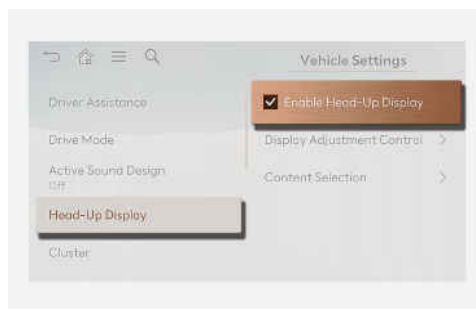 Vehicle Settings
Driver Assistance
Drive Mode
Active Sound Design
Off
Head-Up Display
Cluster
Enable Head-Up Display
Display Adjustment Control
Content Selection